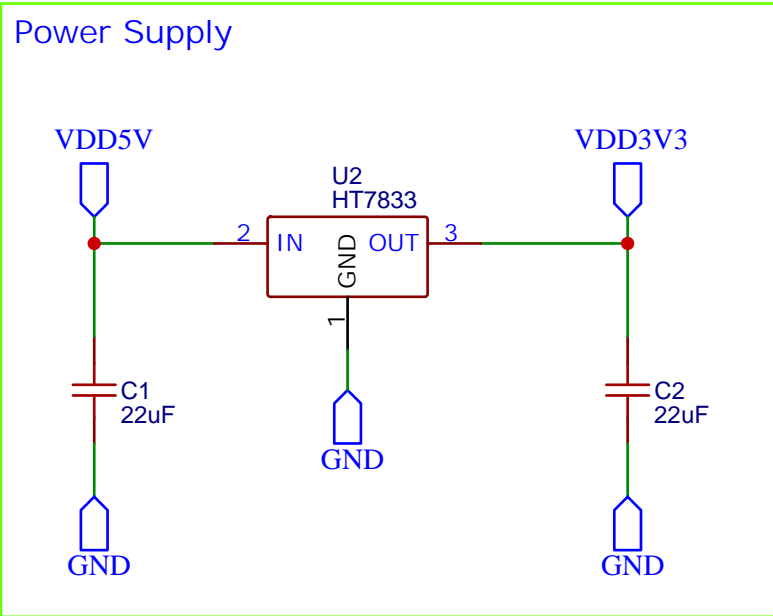 Power Supply
VDD5V
VDD3V3
U2
HT7833
2
IN
GND
OUT
3
1
C1
22uF
C2
22uF
GND
GND
GND